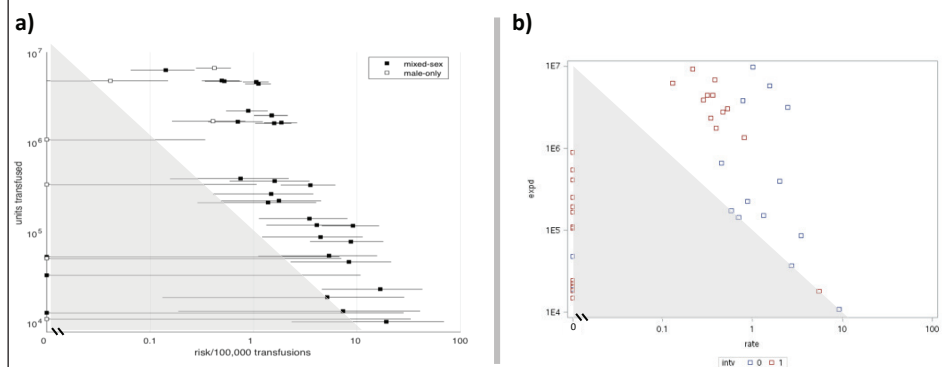 a)
10⁷
10⁶
10⁵
10⁴
units transfused
mixed-sex
male-only
0
0.1
1
10
100
risk/100,000 transfusions
b)
1E7
1E6
1E5
1E4
expd
0
0.1
1
10
100
rate
intv 0 1